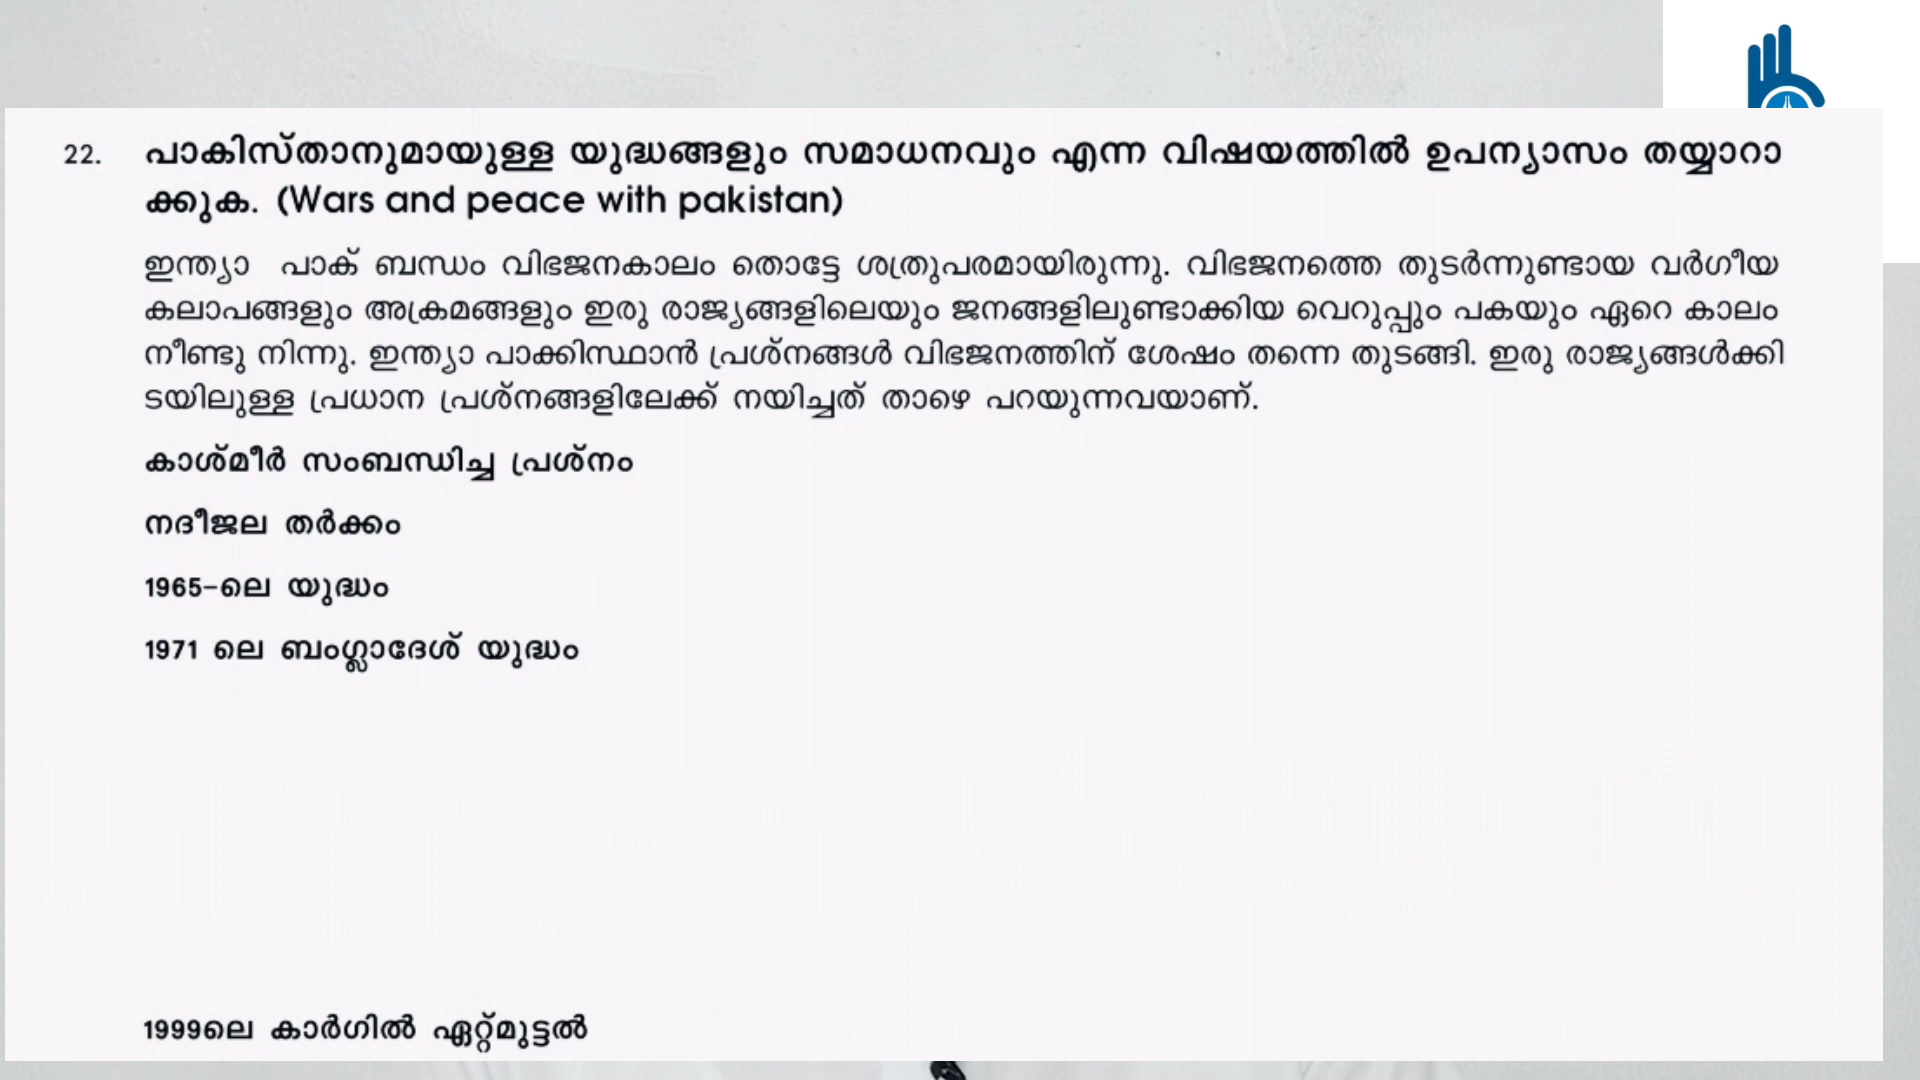 22. പാകിസ്താനുമായുള്ള യുദ്ധങ്ങളും സമാധനവും എന്ന വിഷയത്തിൽ ഉപന്യാസം തയ്യാറാ
ക്കുക. (Wars and peace with pakistan)
ഇന്ത്യാ പാക് ബന്ധം വിഭജനകാലം തൊട്ടേ ശത്രുപരമായിരുന്നു. വിഭജനത്തെ തുടർന്നുണ്ടായ വർഗീയ
കലാപങ്ങളും അക്രമങ്ങളും ഇരു രാജ്യങ്ങളിലെയും ജനങ്ങളിലുണ്ടാക്കിയ വെറുപ്പും പകയും ഏറെ കാലം
നീണ്ടു നിന്നു. ഇന്ത്യാ പാക്കിസ്ഥാൻ പ്രശ്നങ്ങൾ വിഭജനത്തിന് ശേഷം തന്നെ തുടങ്ങി. ഇരു രാജ്യങ്ങൾക്കി
ടയിലുള്ള പ്രധാന പ്രശ്നങ്ങളിലേക്ക് നയിച്ചത് താഴെ പറയുന്നവയാണ്.
കാശ്മീർ സംബന്ധിച്ച പ്രശ്നം
നദീജല തർക്കം
1965-ലെ യുദ്ധം
1971 ലെ ബംഗ്ലാദേശ് യുദ്ധം
1999ലെ കാർഗിൽ ഏറ്റ്മുട്ടൽ